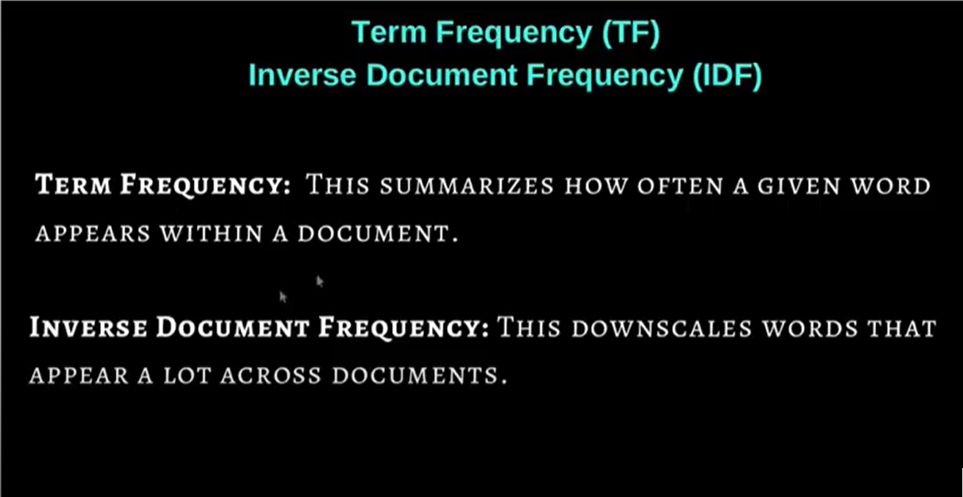 Term Frequency (TF)
Inverse Document Frequency (IDF)
Term Frequency: This summarizes how often a given word
appears within a document.
Inverse Document Frequency: This downscales words that
appear a lot across documents.